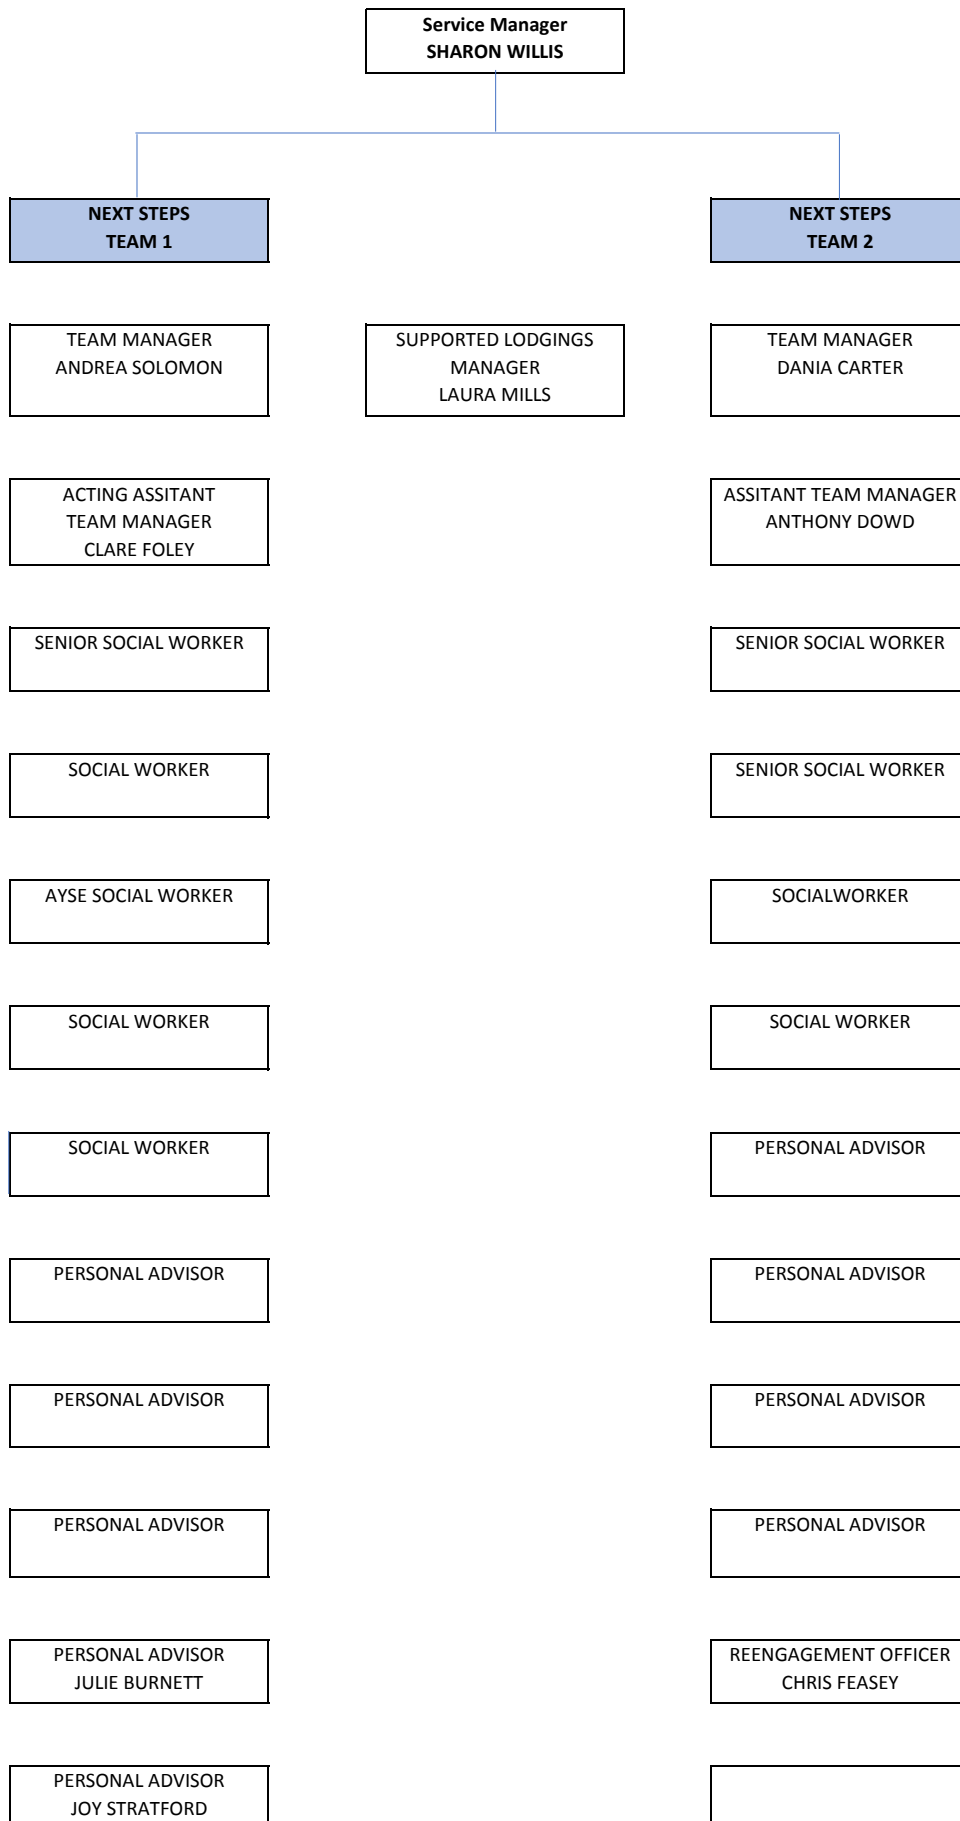 Service Manager
SHARON WILLIS
NEXT STEPS
TEAM 1
NEXT STEPS
TEAM 2
TEAM MANAGER
ANDREA SOLOMON
SUPPORTED LODGINGS
MANAGER
LAURA MILLS
TEAM MANAGER
DANIA CARTER
ACTING ASSITANT
TEAM MANAGER
CLARE FOLEY
ASSITANT TEAM MANAGER
ANTHONY DOWD
SENIOR SOCIAL WORKER
SENIOR SOCIAL WORKER
SOCIAL WORKER
SENIOR SOCIAL WORKER
AYSE SOCIAL WORKER
SOCIALWORKER
SOCIAL WORKER
SOCIAL WORKER
SOCIAL WORKER
PERSONAL ADVISOR
PERSONAL ADVISOR
PERSONAL ADVISOR
PERSONAL ADVISOR
PERSONAL ADVISOR
PERSONAL ADVISOR
PERSONAL ADVISOR
PERSONAL ADVISOR
JULIE BURNETT
REENGAGEMENT OFFICER
CHRIS FEASEY
PERSONAL ADVISOR
JOY STRATFORD